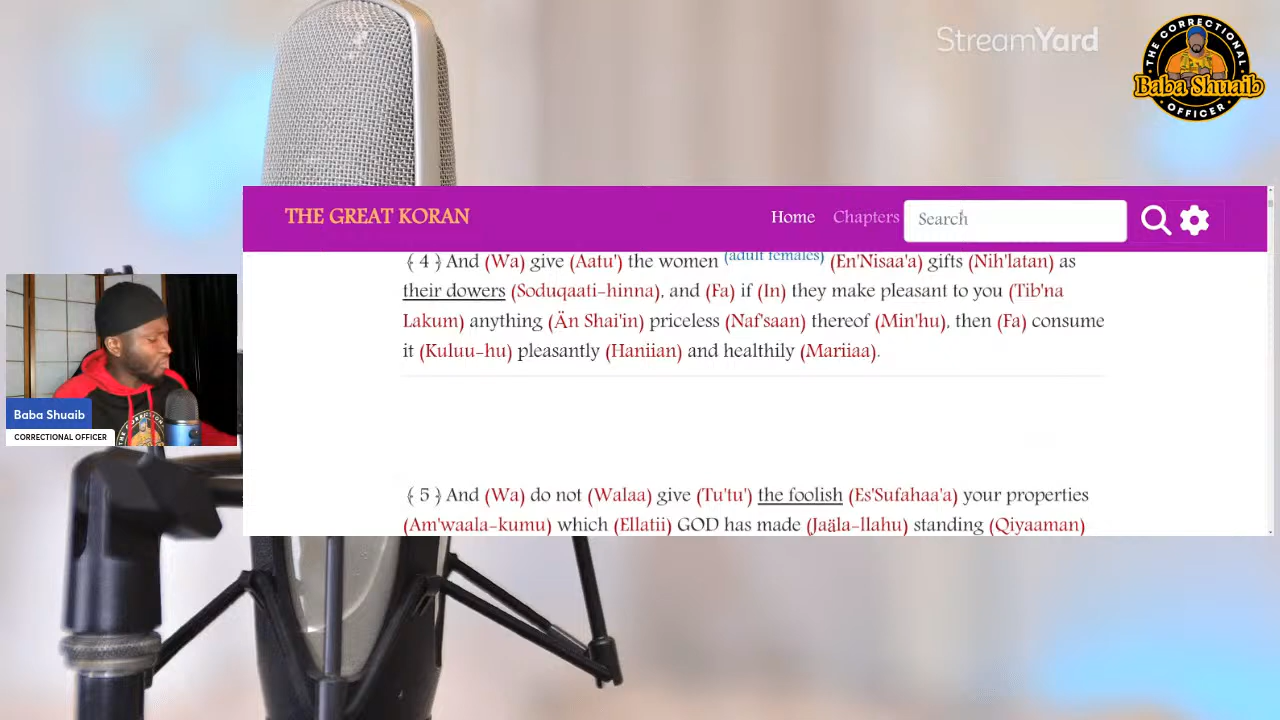 StreamYard
THE CORRECTIONAL
Baba Shuaib
OFFICER
THE GREAT KORAN
Home
Chapters
Search
﴾ 4 ﴿ And (Wa) give (Aatu') the women (adult females) (En'Nisaa'a) gifts (Nih'latan) as
their dowers (Soduqaati-hinna), and (Fa) if (In) they make pleasant to you (Tib'na
Lakum) anything (Än Shai'in) priceless (Naf'saan) thereof (Min'hu), then (Fa) consume
it (Kuluu-hu) pleasantly (Haniian) and healthily (Mariiaa).
﴾ 5 ﴿ And (Wa) do not (Walaa) give (Tu'tu') the foolish (Es'Sufahaa'a) your properties
(Am'waala-kumu) which (Ellatii) GOD has made (Jaäla-llahu) standing (Qiyaaman)
Baba Shuaib
CORRECTIONAL OFFICER